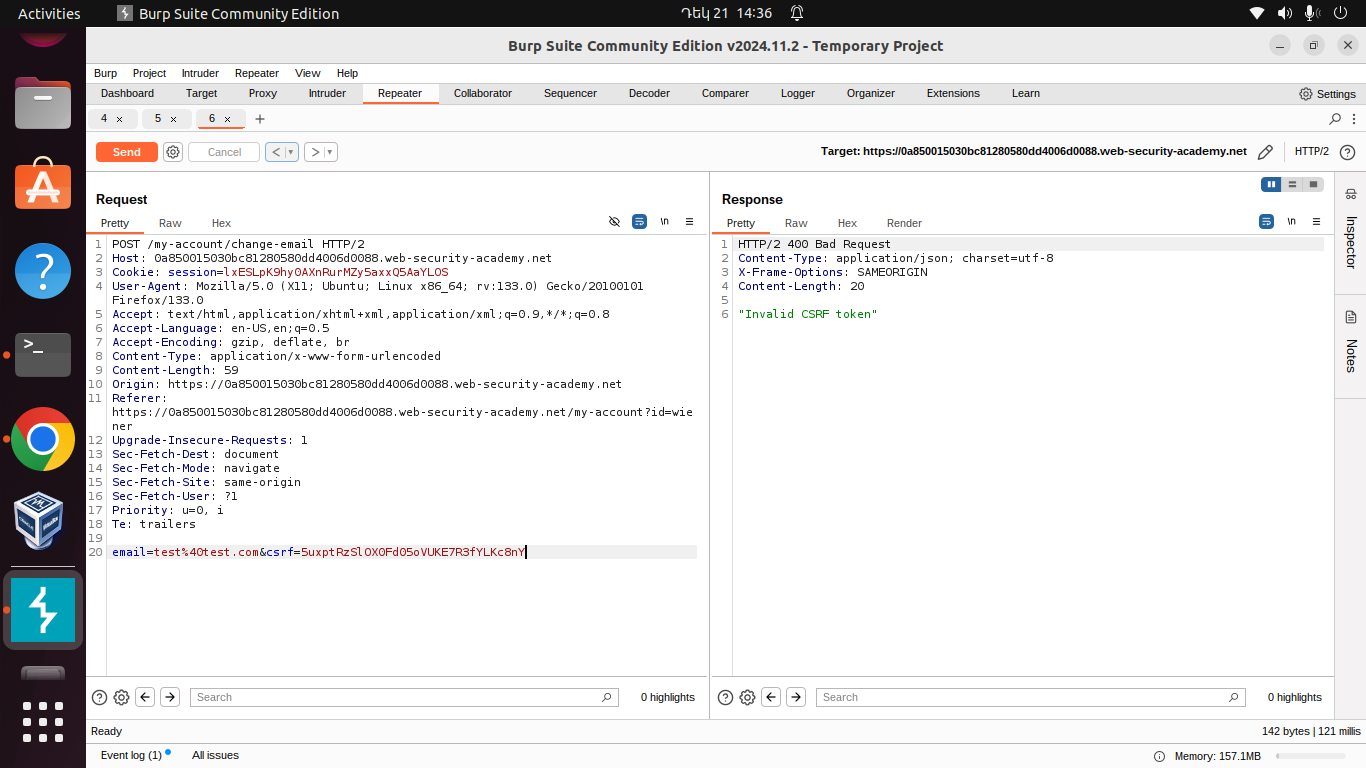 Activities
Burp Suite Community Edition
Դեկ 21 14:36
Burp Suite Community Edition v2024.11.2 - Temporary Project
Burp Project Intruder Repeater View Help
Dashboard Target Proxy Intruder Repeater Collaborator Sequencer Decoder Comparer Logger Organizer Extensions Learn Settings
4 × 5 × 6 × +
Send Cancel < >
Target: https://0a850015030bc81280580dd4006d0088.web-security-academy.net HTTP/2
Request
Pretty Raw Hex \n
1 POST /my-account/change-email HTTP/2
2 Host: 0a850015030bc81280580dd4006d0088.web-security-academy.net
3 Cookie: session=lxESLpK9hy0AXnRurMZy5axxQ5AaYLOS
4 User-Agent: Mozilla/5.0 (X11; Ubuntu; Linux x86_64; rv:133.0) Gecko/20100101
Firefox/133.0
5 Accept: text/html,application/xhtml+xml,application/xml;q=0.9,*/*;q=0.8
6 Accept-Language: en-US,en;q=0.5
7 Accept-Encoding: gzip, deflate, br
8 Content-Type: application/x-www-form-urlencoded
9 Content-Length: 59
10 Origin: https://0a850015030bc81280580dd4006d0088.web-security-academy.net
11 Referer:
https://0a850015030bc81280580dd4006d0088.web-security-academy.net/my-account?id=wie
ner
12 Upgrade-Insecure-Requests: 1
13 Sec-Fetch-Dest: document
14 Sec-Fetch-Mode: navigate
15 Sec-Fetch-Site: same-origin
16 Sec-Fetch-User: ?1
17 Priority: u=0, i
18 Te: trailers
19
20 email=test%40test.com&csrf=5uxptRzSlOX0Fd05oVUKE7R3fYLKc8nY
Search
0 highlights
Response
Pretty Raw Hex Render \n
1 HTTP/2 400 Bad Request
2 Content-Type: application/json; charset=utf-8
3 X-Frame-Options: SAMEORIGIN
4 Content-Length: 20
5
6 "Invalid CSRF token"
Search
0 highlights
Inspector
Notes
Ready
142 bytes | 121 millis
Event log (1) All issues
Memory: 157.1MB